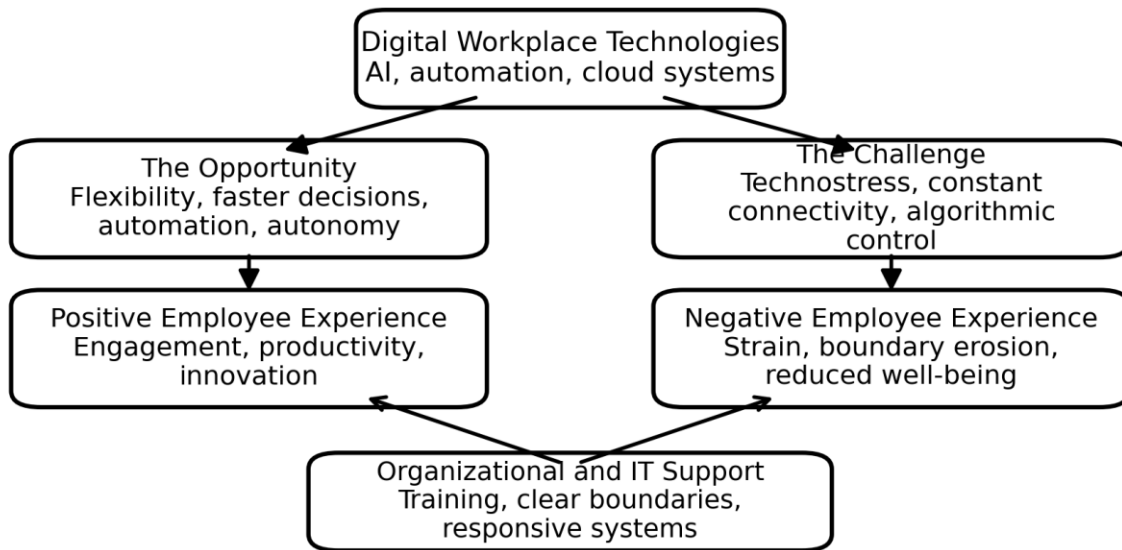 Digital Workplace Technologies
AI, automation, cloud systems
The Opportunity
Flexibility, faster decisions,
automation, autonomy
The Challenge
Technostress, constant
connectivity, algorithmic
control
Positive Employee Experience
Engagement, productivity,
innovation
Negative Employee Experience
Strain, boundary erosion,
reduced well-being
Organizational and IT Support
Training, clear boundaries,
responsive systems